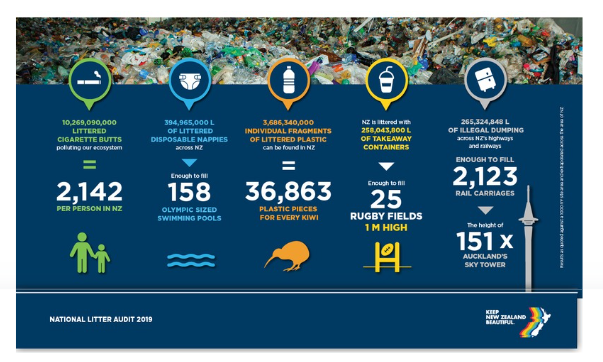 10,269,090,000
LITTERED
CIGARETTE BUTTS
polluting our ecosystem
=
2,142
PER PERSON IN NZ
394,965,000 L
OF LITTERED
DISPOSABLE NAPPIES
across NZ
Enough to fill
158
OLYMPIC SIZED
SWIMMING POOLS
3,686,340,000
INDIVIDUAL FRAGMENTS
OF LITTERED PLASTIC
can be found in NZ
=
36,863
PLASTIC PIECES
FOR EVERY KIWI
NZ is littered with
258,043,800 L
OF TAKEAWAY
CONTAINERS
Enough to fill
25
RUGBY FIELDS
1 M HIGH
265,324,848 L
OF ILLEGAL DUMPING
across NZ's highways
and railways
ENOUGH TO FILL
2,123
RAIL CARRIAGES
The height of
151 x
AUCKLAND'S
SKY TOWER
NATIONAL LITTER AUDIT 2019
KEEP
NEW ZEALAND
BEAUTIFUL.